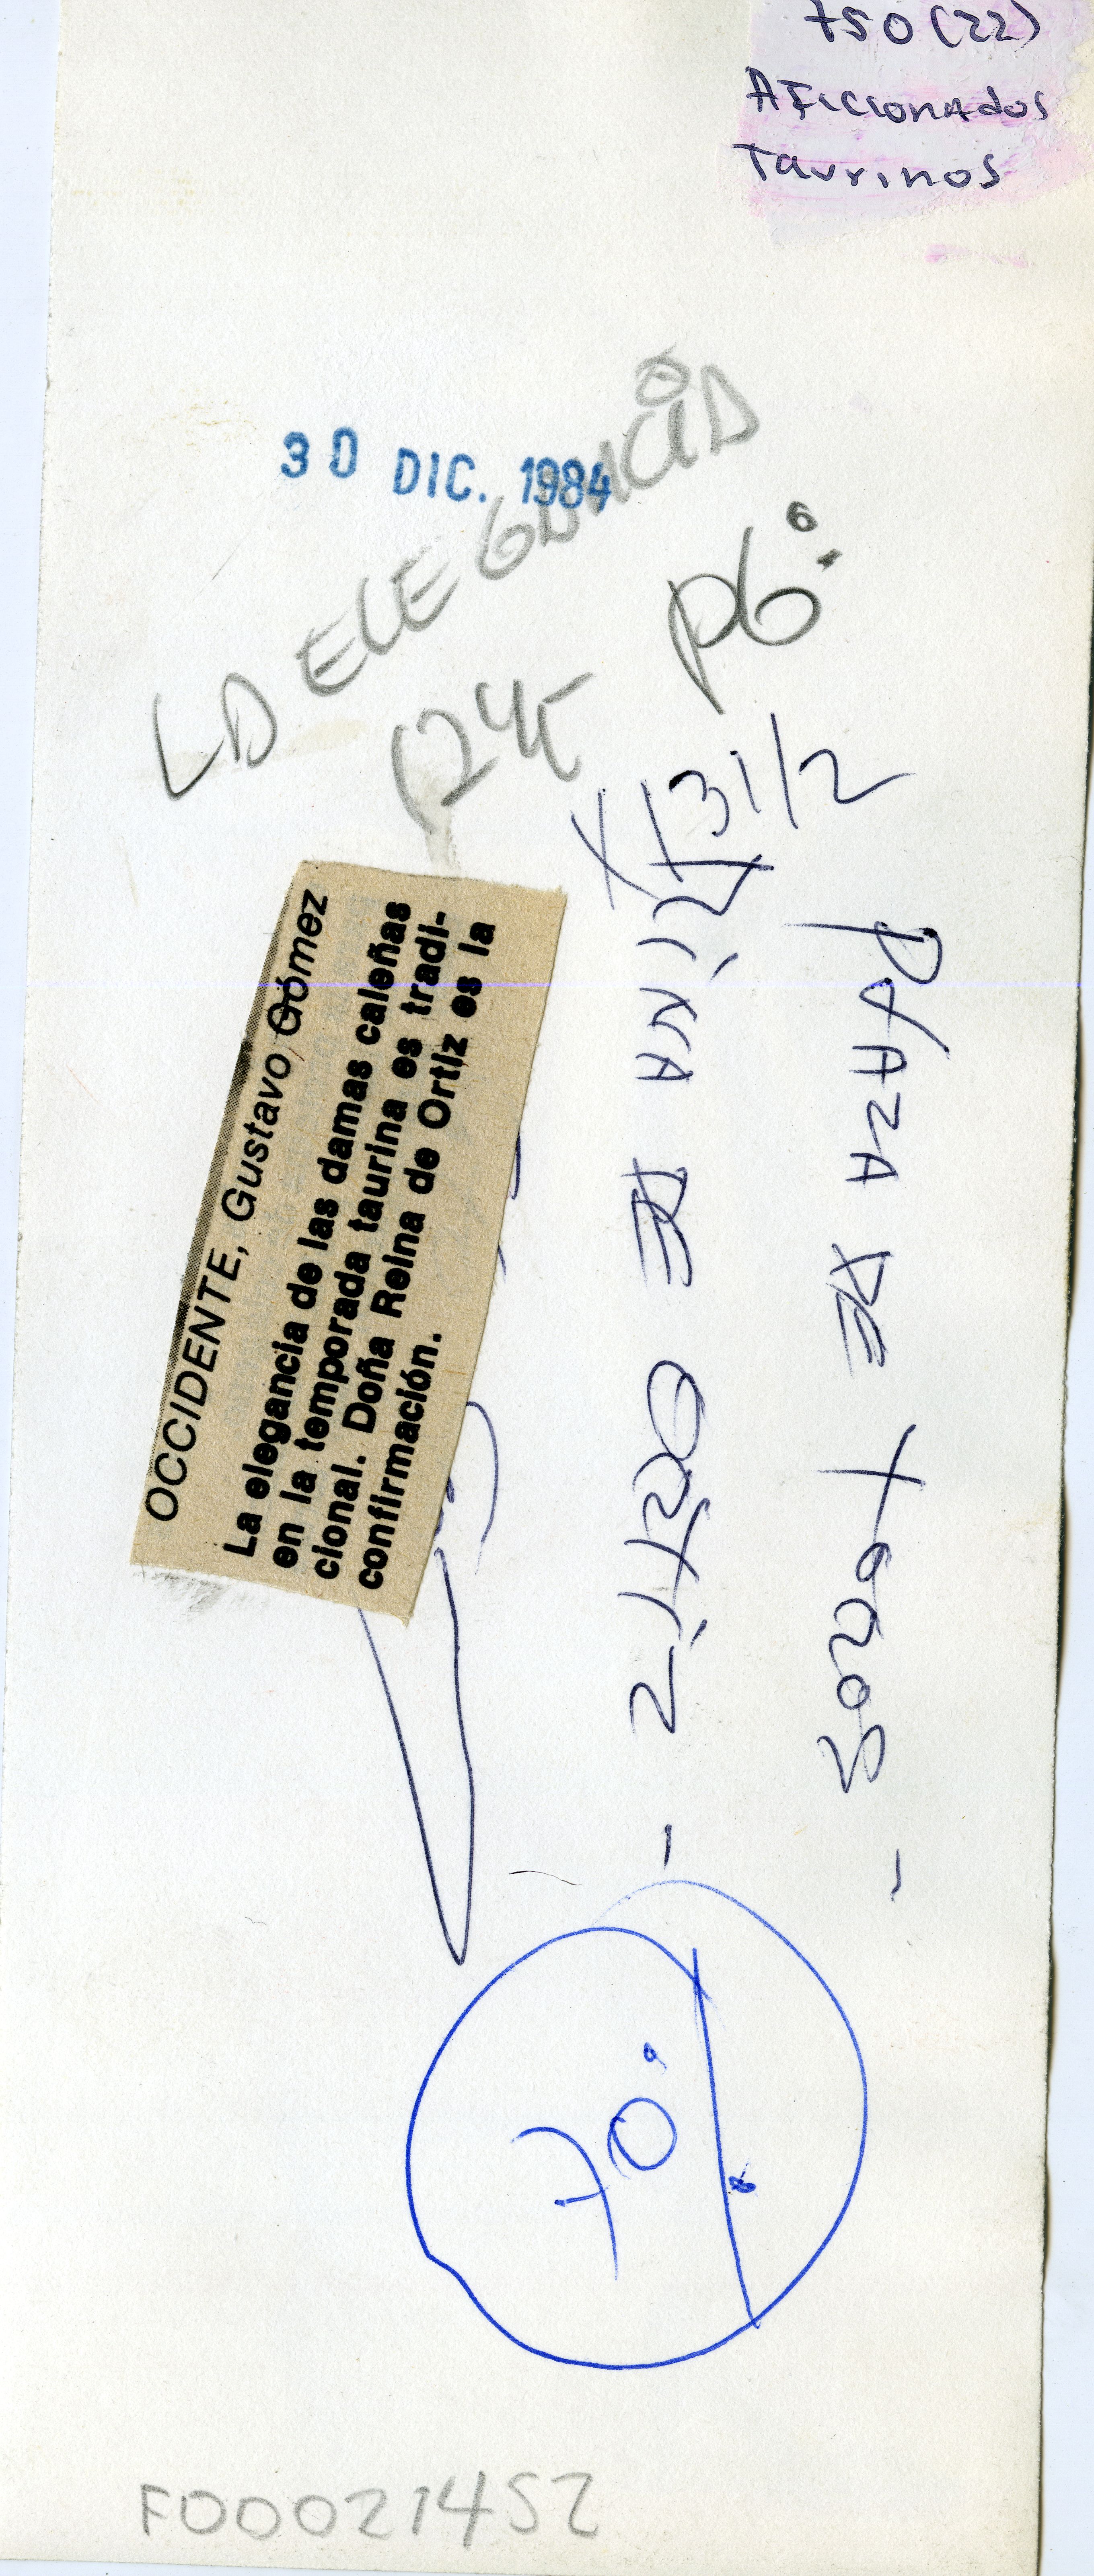 750 (22)
Aficionados
Taurinos
30 DIC. 1984
LA ELEGANCIA
p6
X 31/2
OCCIDENTE, Gustavo Gómez
La elegancia de las damas caleñas
en la temporada taurina es tradi-
cional. Doña Reina de Ortiz es la
confirmación.
REINA DE ORTIZ -
PLAZA DE TOROS -
70.
F00021452